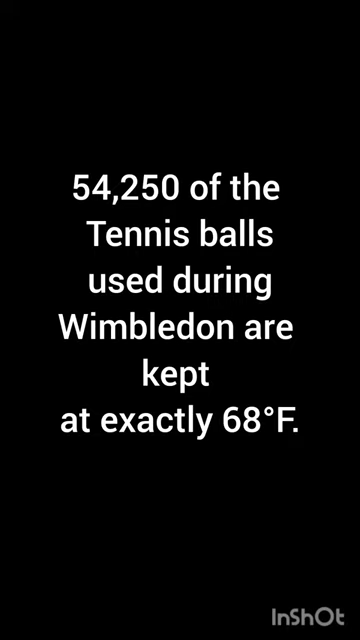 54,250 of the
Tennis balls
used during
Wimbledon are
kept
at exactly 68°F.
InShOt